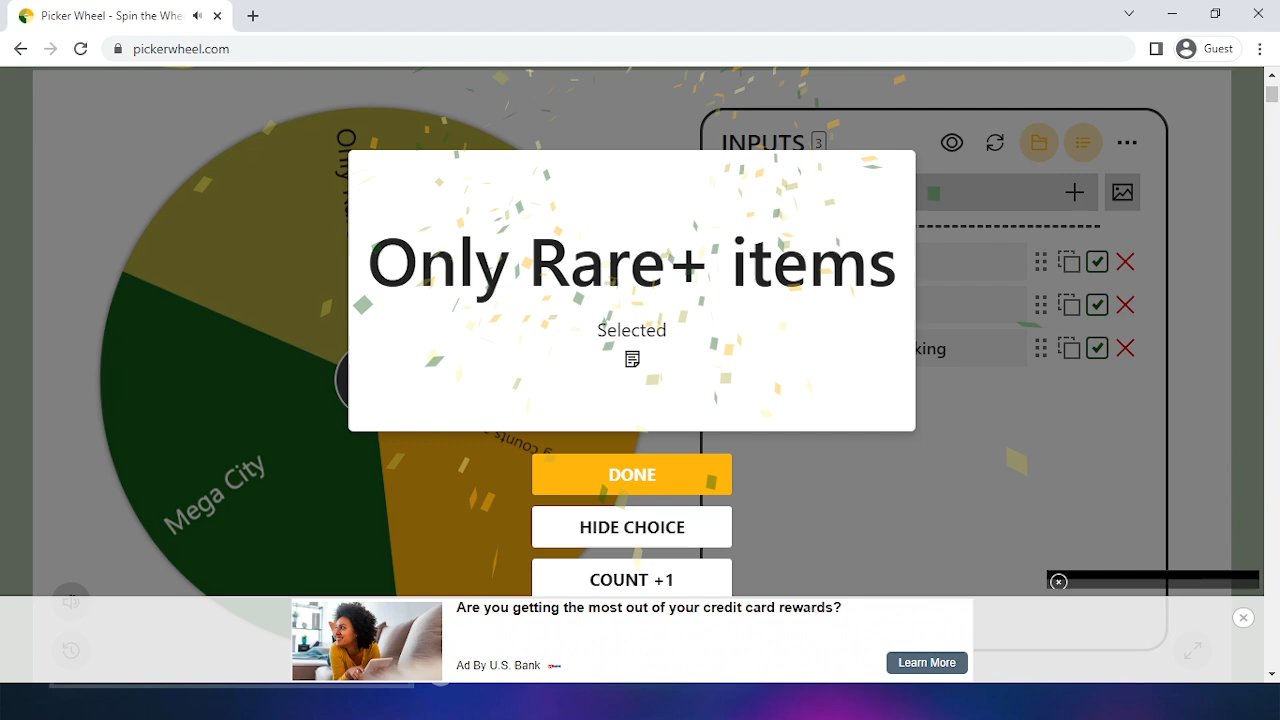 Picker Wheel - Spin the Whe
pickerwheel.com
Guest
INPUTS 3
Only Rare+ items
Selected
king
counts
Mega City
DONE
HIDE CHOICE
COUNT +1
Are you getting the most out of your credit card rewards?
Ad By U.S. Bank
Learn More